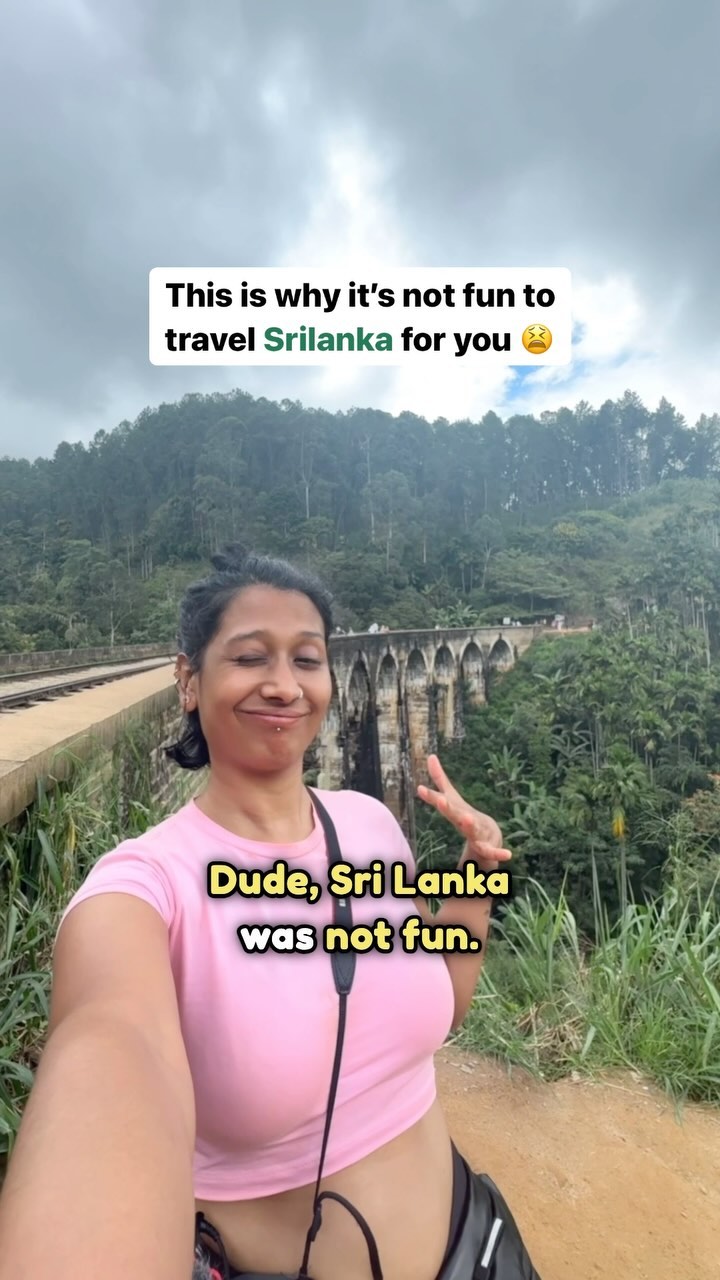 This is why it’s not fun to
travel Srilanka for you 😫
Dude, Sri Lanka
was not fun.